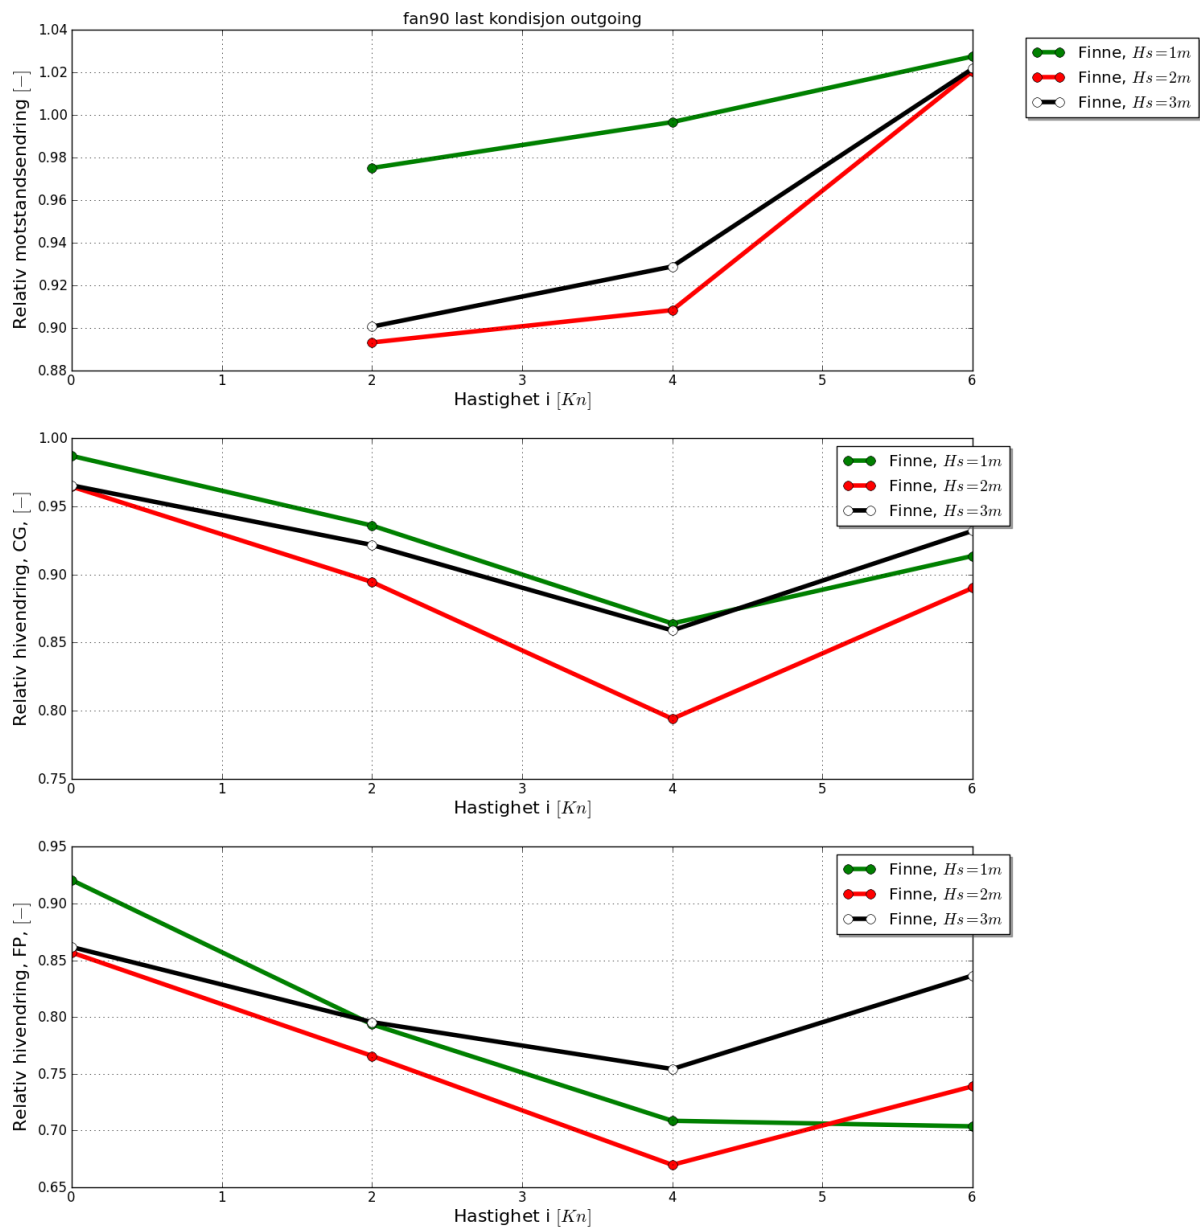 fan90 last kondisjon outgoing
Relativ motstandsendring [−]
1.04
1.02
1.00
0.98
0.96
0.94
0.92
0.90
0.88
0 1 2 3 4 5 6
Hastighet i [Kn]
Finne, Hs=1m
Finne, Hs=2m
Finne, Hs=3m
Relativ hivendring, CG, [−]
1.00
0.95
0.90
0.85
0.80
0.75
0 1 2 3 4 5 6
Hastighet i [Kn]
Finne, Hs=1m
Finne, Hs=2m
Finne, Hs=3m
Relativ hivendring, FP, [−]
0.95
0.90
0.85
0.80
0.75
0.70
0.65
0 1 2 3 4 5 6
Hastighet i [Kn]
Finne, Hs=1m
Finne, Hs=2m
Finne, Hs=3m